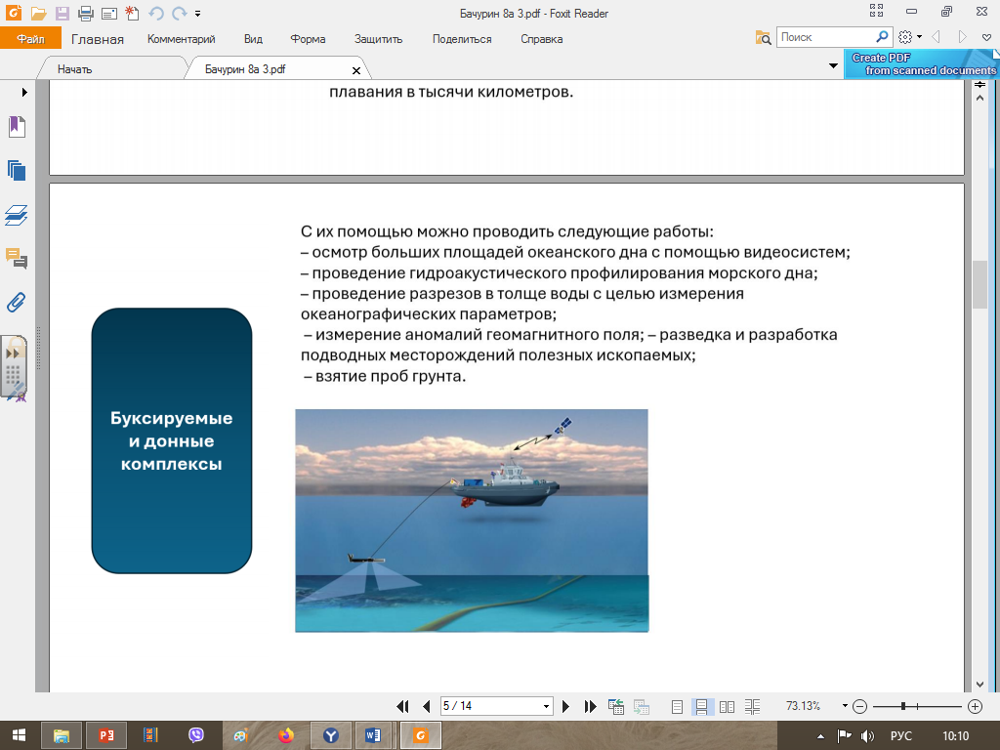 Бачурин 8а 3.pdf - Foxit Reader
Файл
Главная
Комментарий
Вид
Форма
Защитить
Поделиться
Справка
Поиск
Create PDF
from scanned documents
Начать
Бачурин 8а 3.pdf
плавания в тысячи километров.
С их помощью можно проводить следующие работы:
– осмотр больших площадей океанского дна с помощью видеосистем;
– проведение гидроакустического профилирования морского дна;
– проведение разрезов в толще воды с целью измерения
океанографических параметров;
– измерение аномалий геомагнитного поля; – разведка и разработка
подводных месторождений полезных ископаемых;
– взятие проб грунта.
Буксируемые
и донные
комплексы
5 / 14
73.13%
РУС
10:10